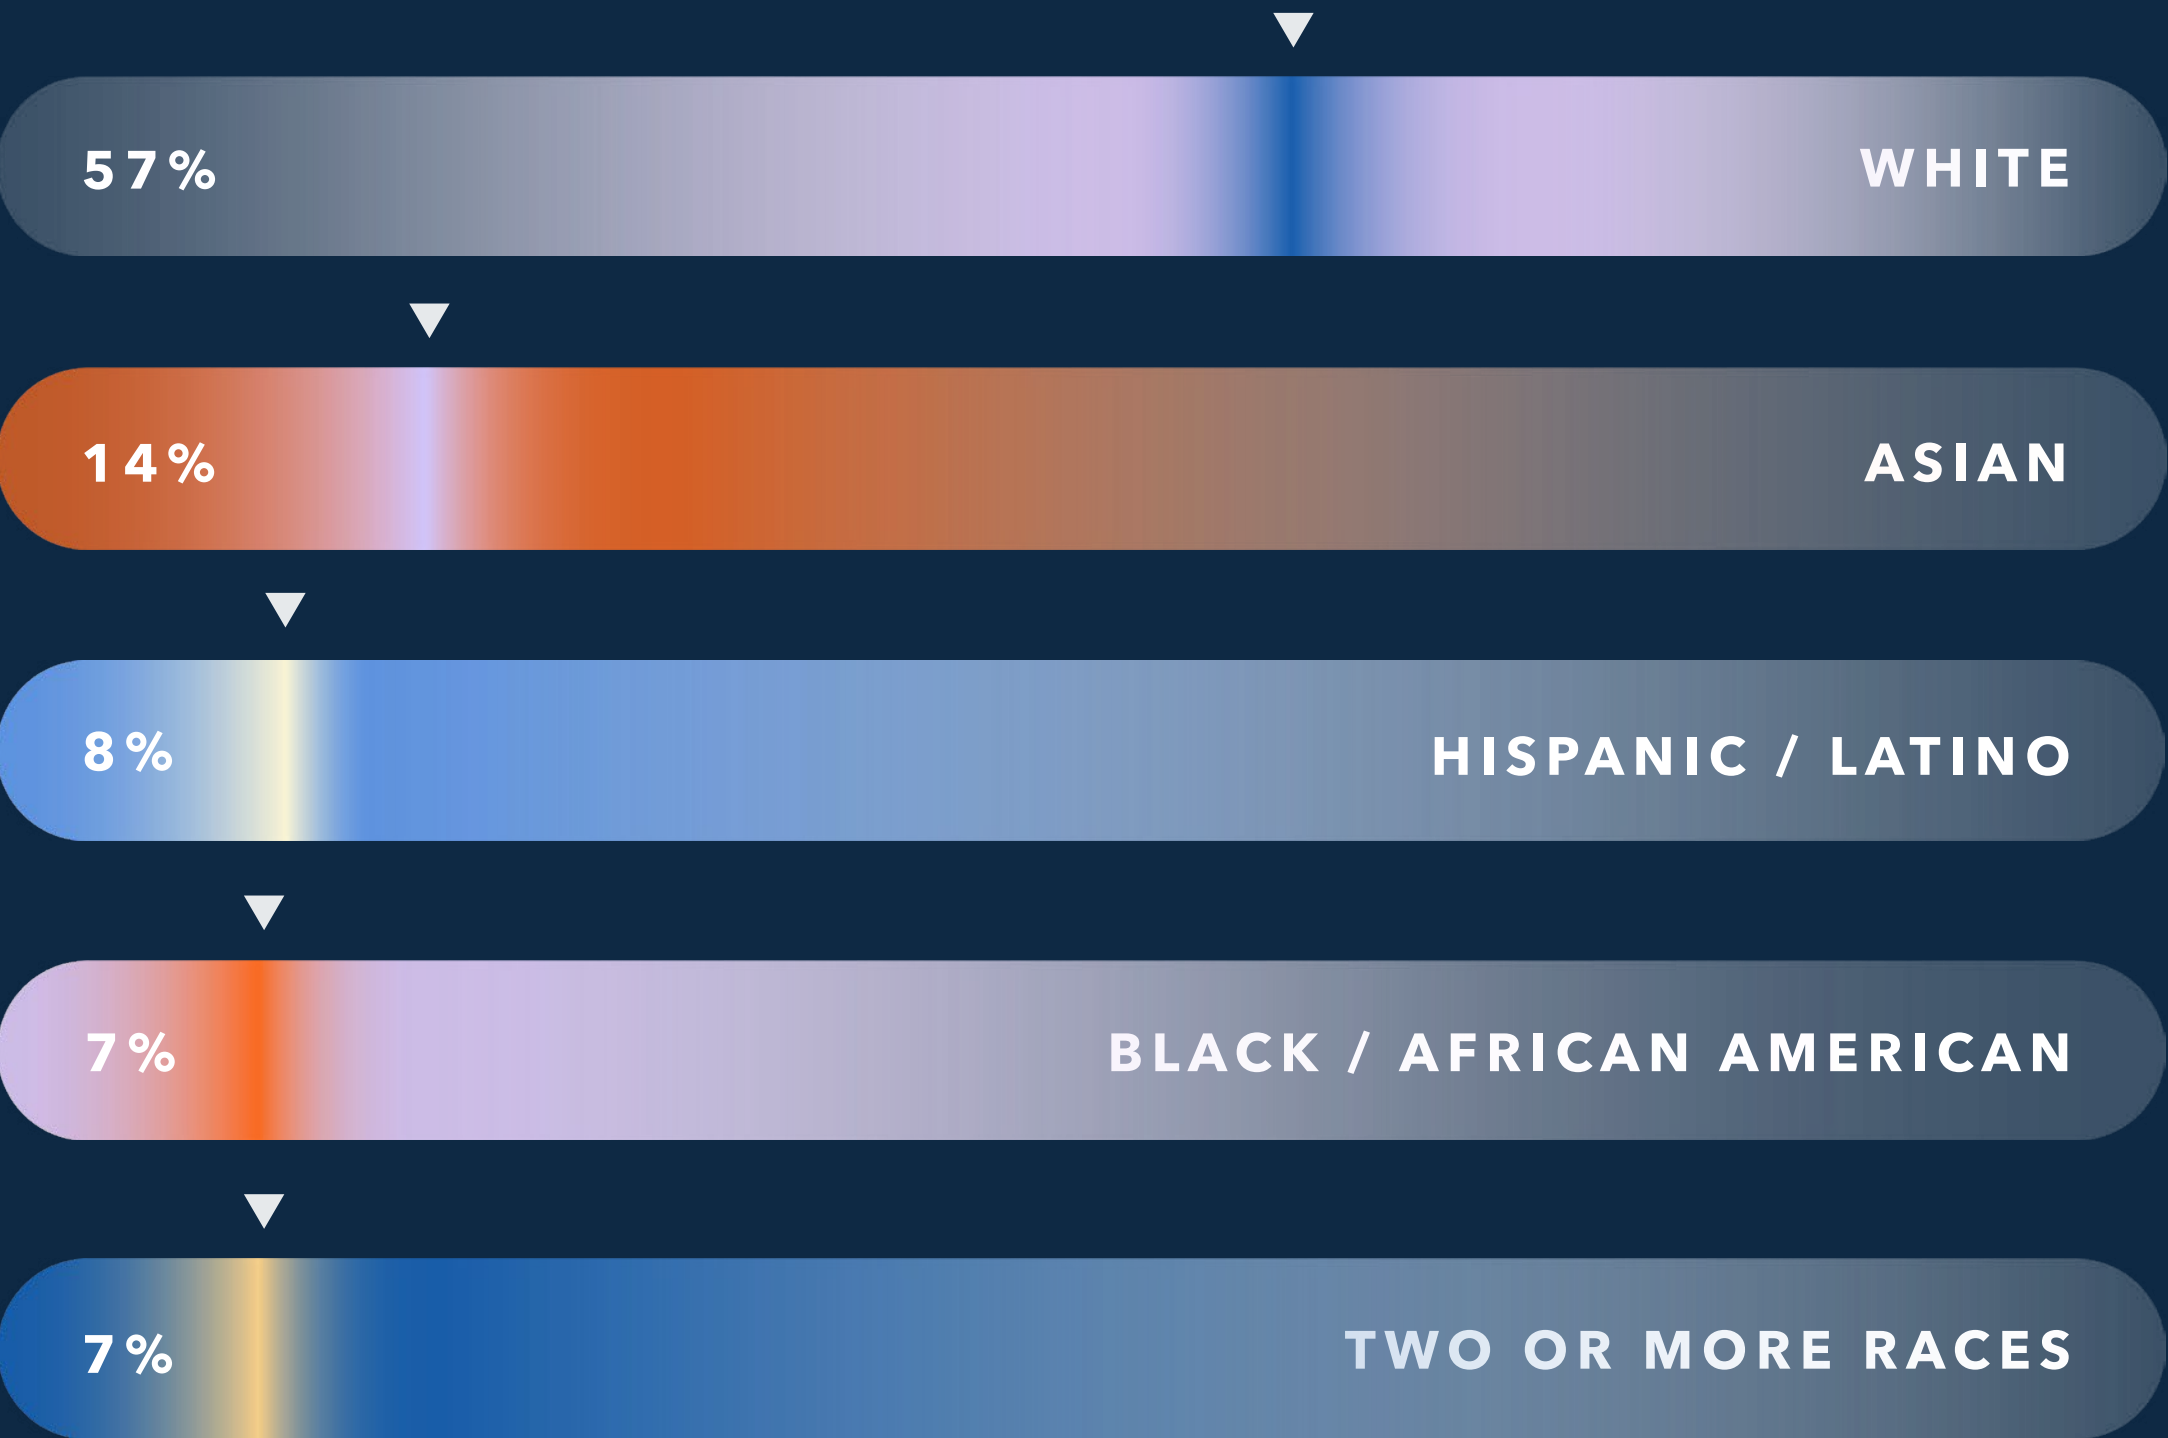 57% WHITE
14% ASIAN
8% HISPANIC / LATINO
7% BLACK / AFRICAN AMERICAN
7% TWO OR MORE RACES